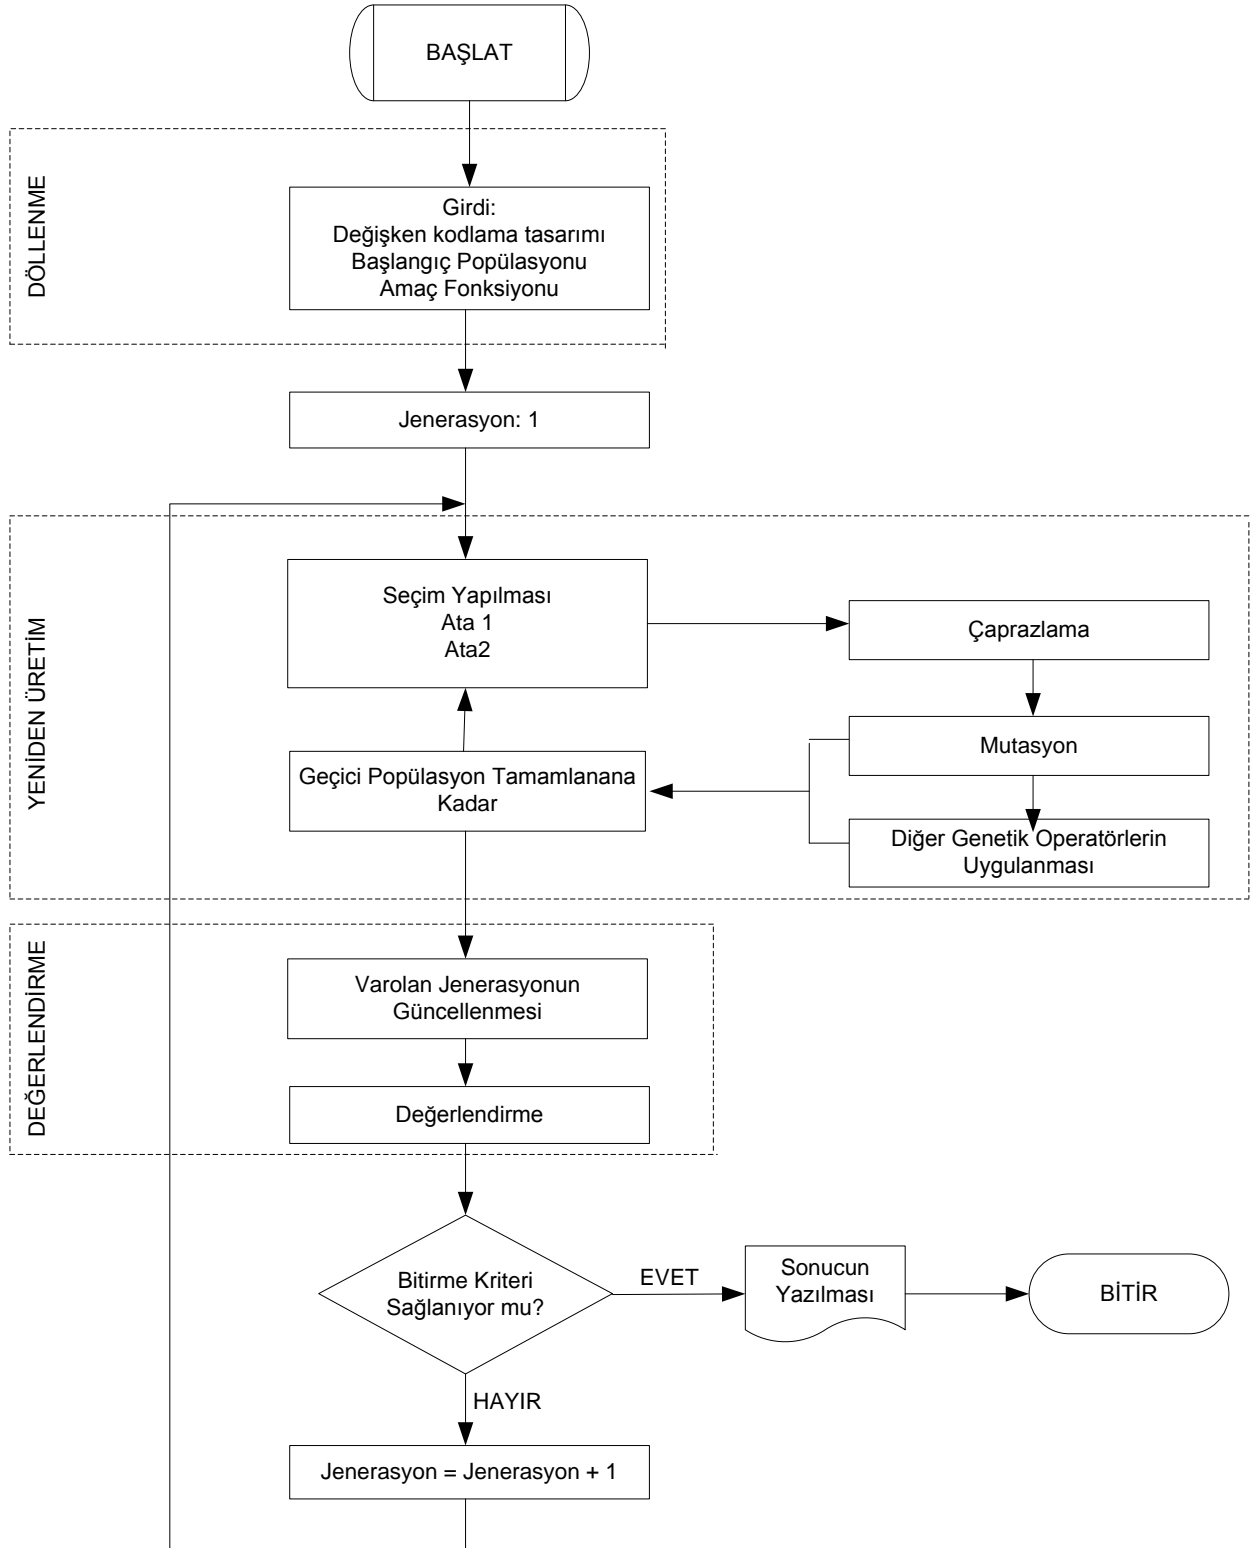 BAŞLAT
DÖLLENME
Girdi:
Değişken kodlama tasarımı
Başlangıç Popülasyonu
Amaç Fonksiyonu
Jenerasyon: 1
YENİDEN ÜRETİM
Seçim Yapılması
Ata 1
Ata2
Çaprazlama
Mutasyon
Geçici Popülasyon Tamamlanana
Kadar
Diğer Genetik Operatörlerin
Uygulanması
DEĞERLENDİRME
Varolan Jenerasyonun
Güncellenmesi
Değerlendirme
Bitirme Kriteri
Sağlanıyor mu?
EVET
Sonucun
Yazılması
BİTİR
HAYIR
Jenerasyon = Jenerasyon + 1